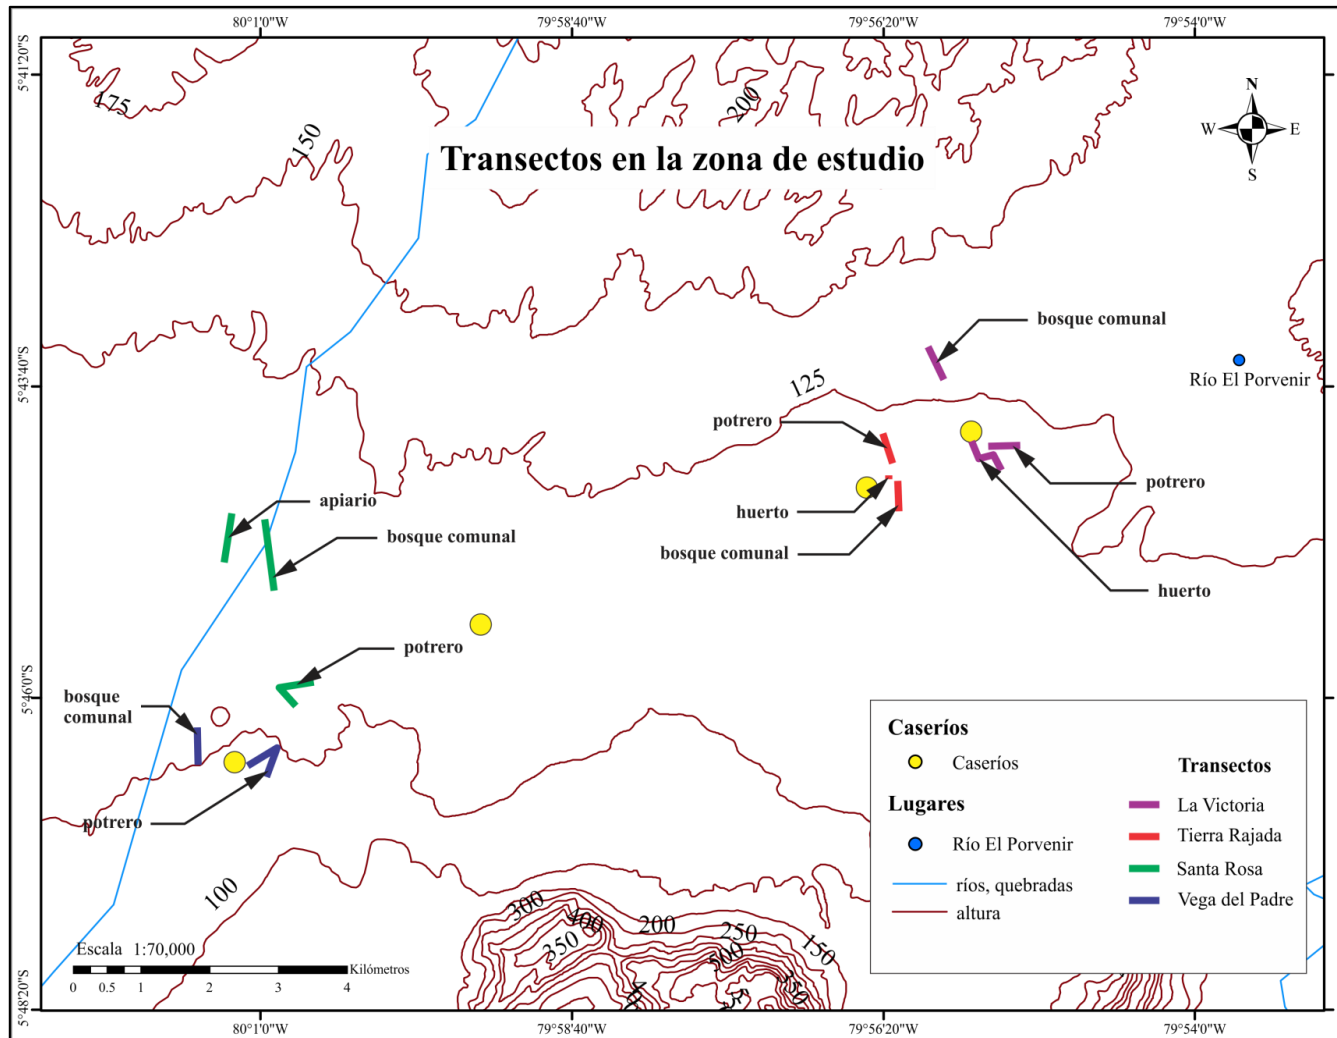 80°1'0"W
79°58'40"W
79°56'20"W
79°54'0"W
5°41'20"S
175
150
200
N
W
E
S
Transectos en la zona de estudio
bosque comunal
5°43'40"S
125
Río El Porvenir
potrero
potrero
apiario
huerto
bosque comunal
bosque comunal
huerto
potrero
5°46'0"S
bosque
comunal
potrero
Caseríos
Caseríos
Transectos
Lugares
La Victoria
Río El Porvenir
Tierra Rajada
Santa Rosa
ríos, quebradas
Vega del Padre
altura
100
300
400
200
250
350
500
150
350
Escala 1:70,000
Kilómetros
0 0.5 1 2 3 4
5°48'20"S
80°1'0"W
79°58'40"W
79°56'20"W
79°54'0"W